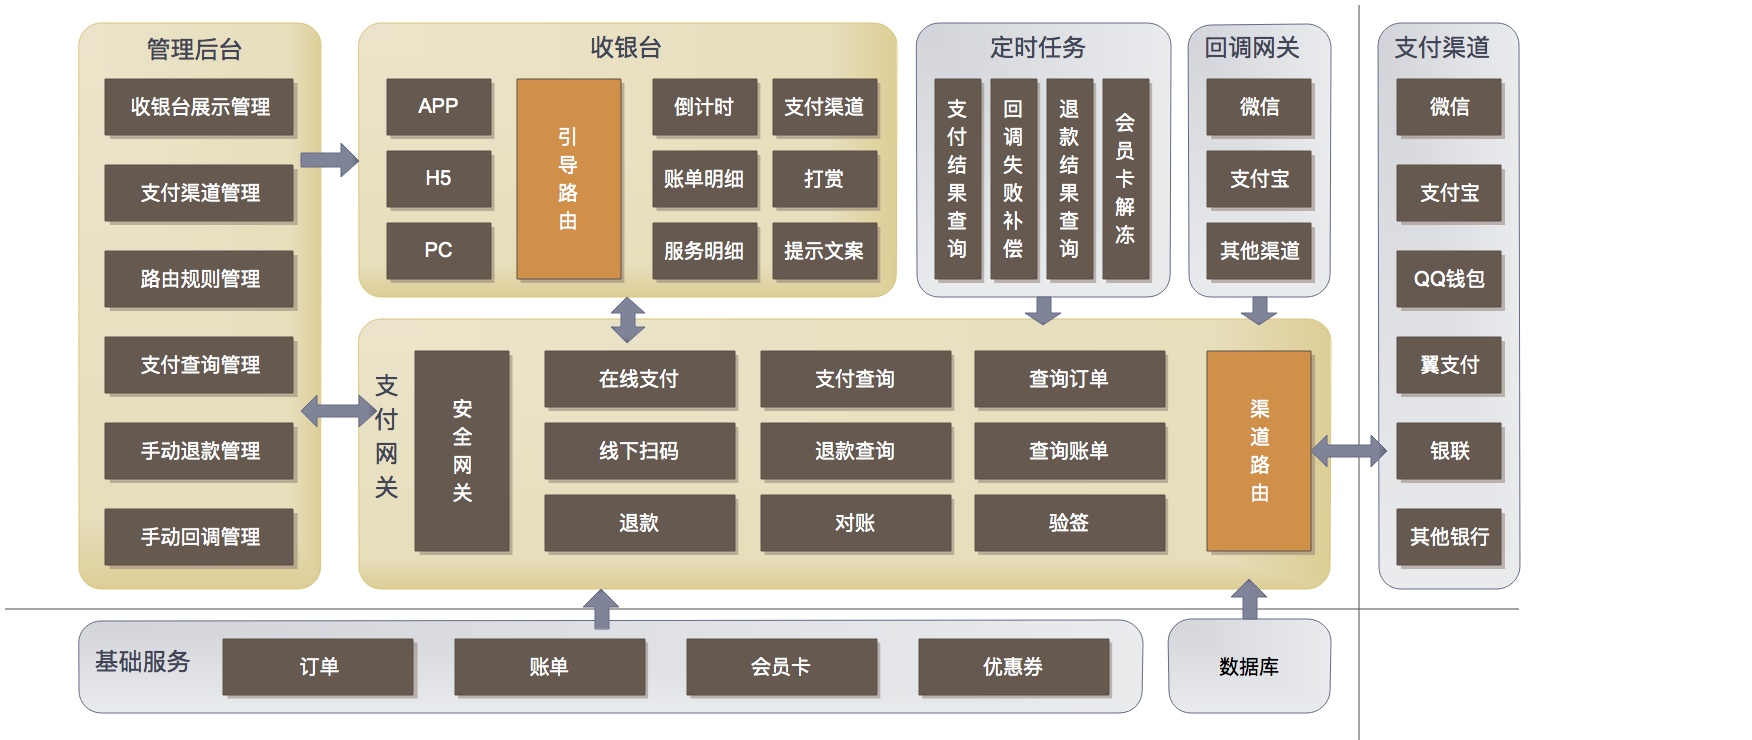 管理后台
收银台展示管理
支付渠道管理
路由规则管理
支付查询管理
手动退款管理
手动回调管理
收银台
APP
H5
PC
引导路由
倒计时
支付渠道
账单明细
打赏
服务明细
提示文案
定时任务
支付结果查询
回调失败补偿
退款结果查询
会员卡解冻
回调网关
微信
支付宝
其他渠道
支付渠道
微信
支付宝
QQ钱包
翼支付
银联
其他银行
支付网关
安全网关
在线支付
支付查询
查询订单
线下扫码
退款查询
查询账单
退款
对账
验签
渠道路由
基础服务
订单
账单
会员卡
优惠券
数据库